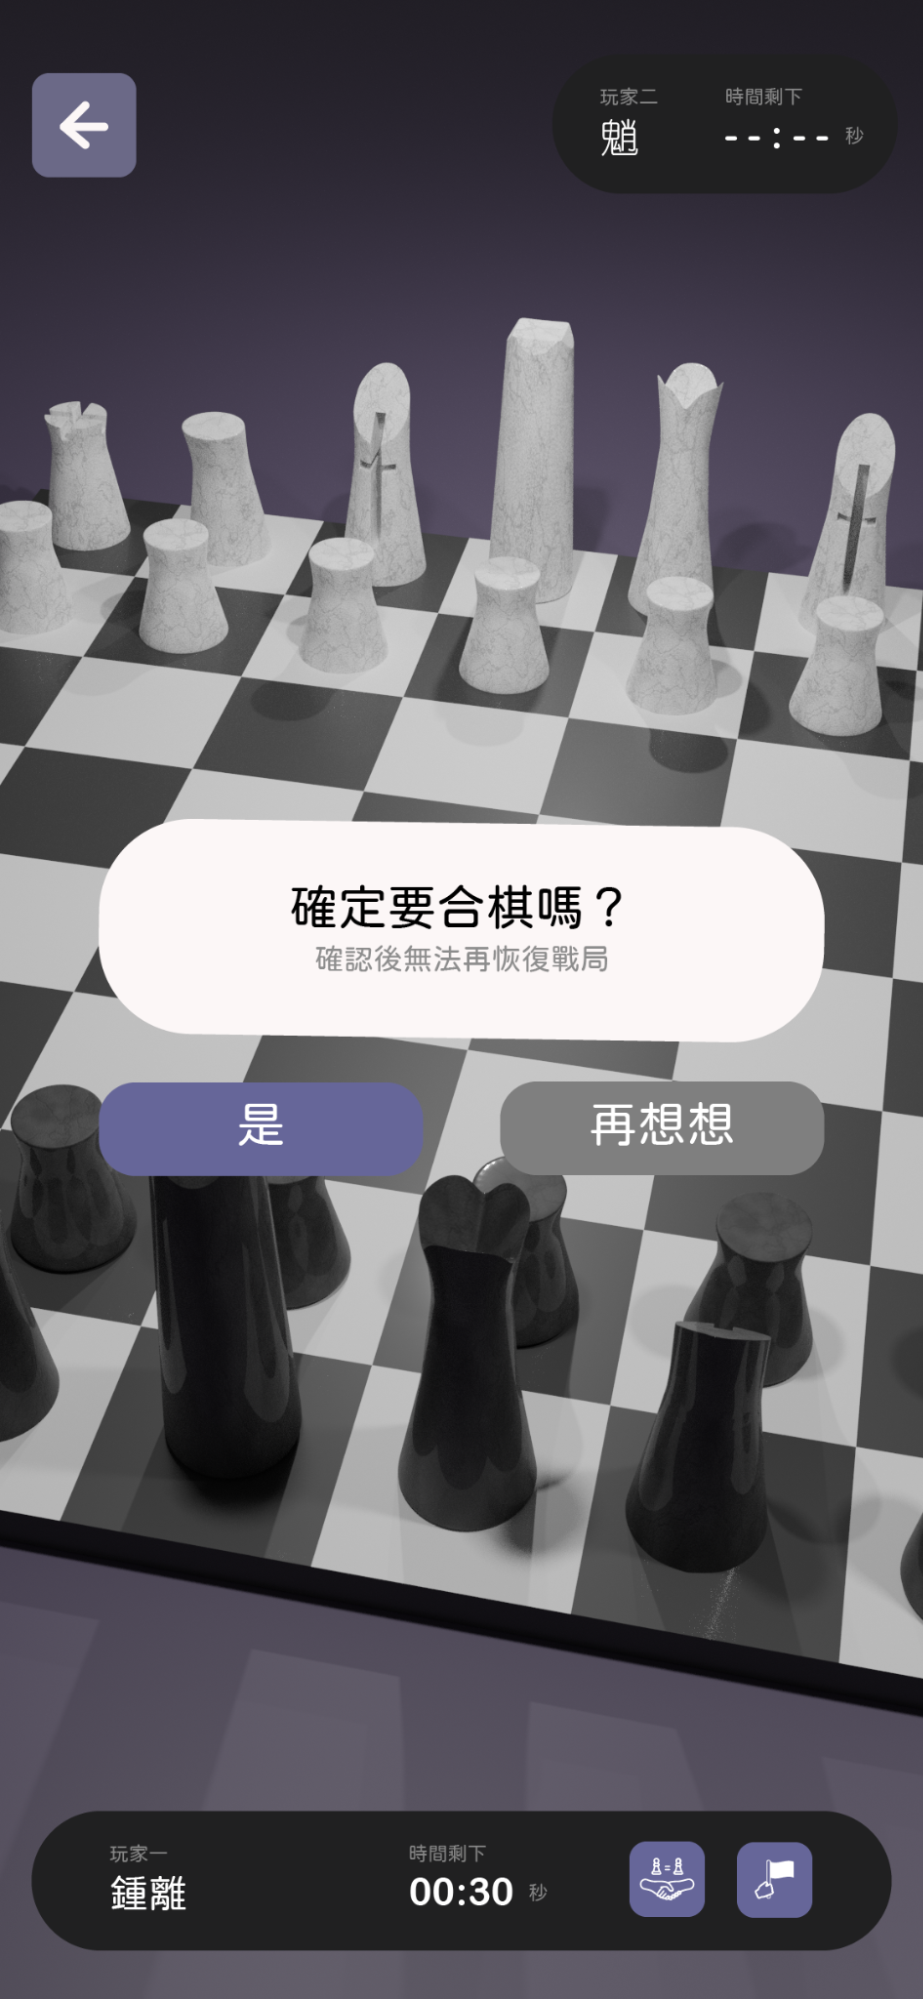 玩家二
魈
時間剩下
--:-- 秒
確定要合棋嗎？
確認後無法再恢復戰局
是
再想想
玩家一
鍾離
時間剩下
00:30 秒